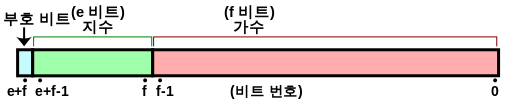 부호 비트
(e 비트)
지수
(f 비트)
가수
e+f e+f-1 f f-1 (비트 번호) 0